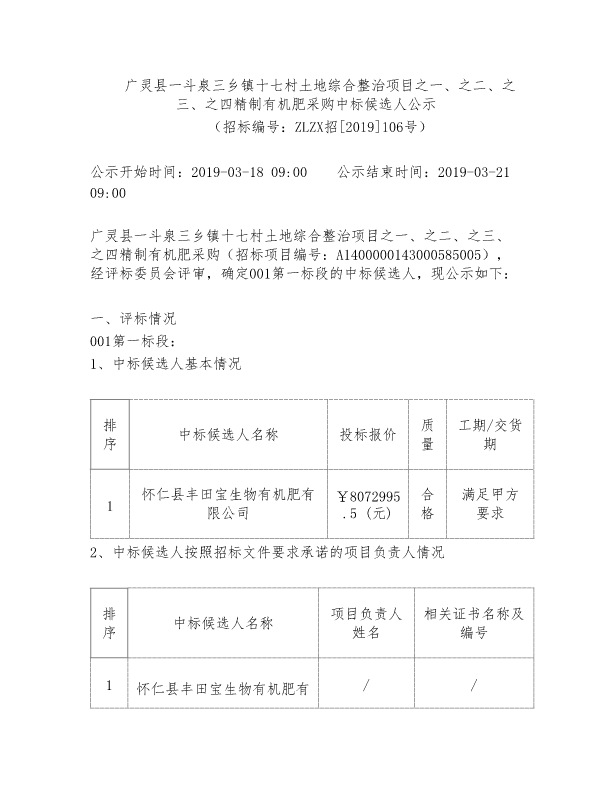 广灵县一斗泉三乡镇十七村土地综合整治项目之一、之二、之
三、之四精制有机肥采购中标候选人公示
（招标编号：ZLZX招[2019]106号）
公示开始时间：2019-03-18 09:00　　公示结束时间：2019-03-21
09:00
广灵县一斗泉三乡镇十七村土地综合整治项目之一、之二、之三、
之四精制有机肥采购（招标项目编号：A1400000143000585005），
经评标委员会评审，确定001第一标段的中标候选人，现公示如下：
一、评标情况
001第一标段：
1、中标候选人基本情况
排序 中标候选人名称 投标报价 质量 工期/交货期
1 怀仁县丰田宝生物有机肥有限公司 ￥8072995.5 (元) 合格 满足甲方要求
2、中标候选人按照招标文件要求承诺的项目负责人情况
排序 中标候选人名称 项目负责人姓名 相关证书名称及编号
1 怀仁县丰田宝生物有机肥有 / /